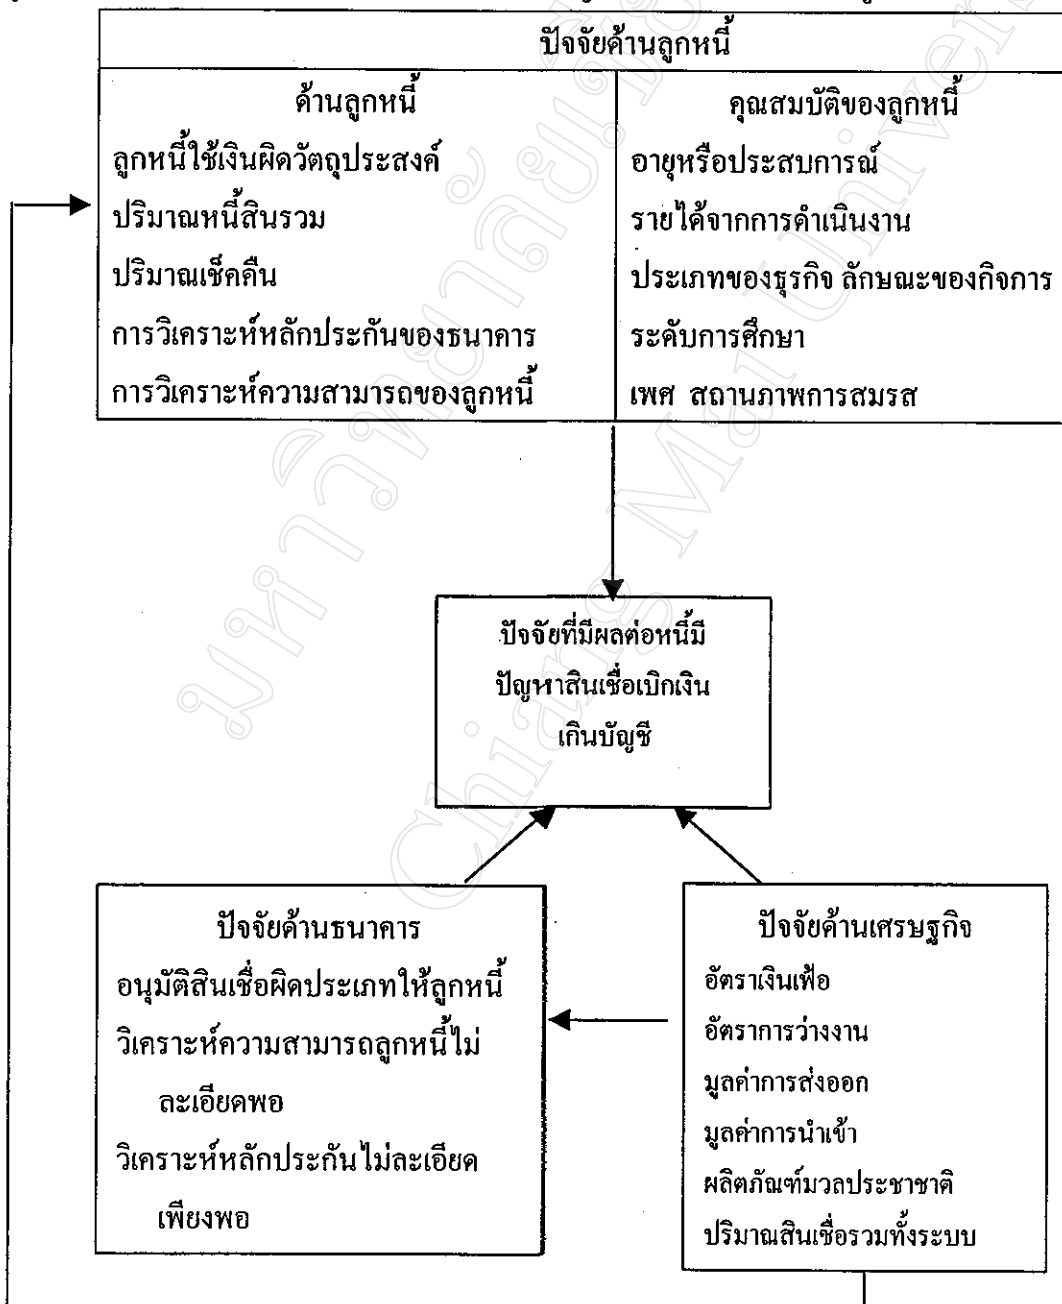 ปัจจัยด้านลูกหนี้
ด้านลูกหนี้
ลูกหนี้ใช้เงินผิดวัตถุประสงค์
ปริมาณหนี้สินรวม
ปริมาณเช็คคืน
การวิเคราะห์หลักประกันของธนาคาร
การวิเคราะห์ความสามารถของลูกหนี้
คุณสมบัติของลูกหนี้
อายุหรือประสบการณ์
รายได้จากการดำเนินงาน
ประเภทของธุรกิจ ลักษณะของกิจการ
ระดับการศึกษา
เพศ สถานภาพการสมรส
ปัจจัยที่มีผลต่อหนี้มี
ปัญหาสินเชื่อเบิกเงิน
เกินบัญชี
ปัจจัยด้านธนาคาร
อนุมัติสินเชื่อผิดประเภทให้ลูกหนี้
วิเคราะห์ความสามารถลูกหนี้ไม่
ละเอียดพอ
วิเคราะห์หลักประกันไม่ละเอียด
เพียงพอ
ปัจจัยด้านเศรษฐกิจ
อัตราเงินเฟ้อ
อัตราการว่างงาน
มูลค่าการส่งออก
มูลค่าการนำเข้า
ผลิตภัณฑ์มวลประชาชาติ
ปริมาณสินเชื่อรวมทั้งระบบ
มหาวิทยาลัยเชียง
Chiang Mai Univer